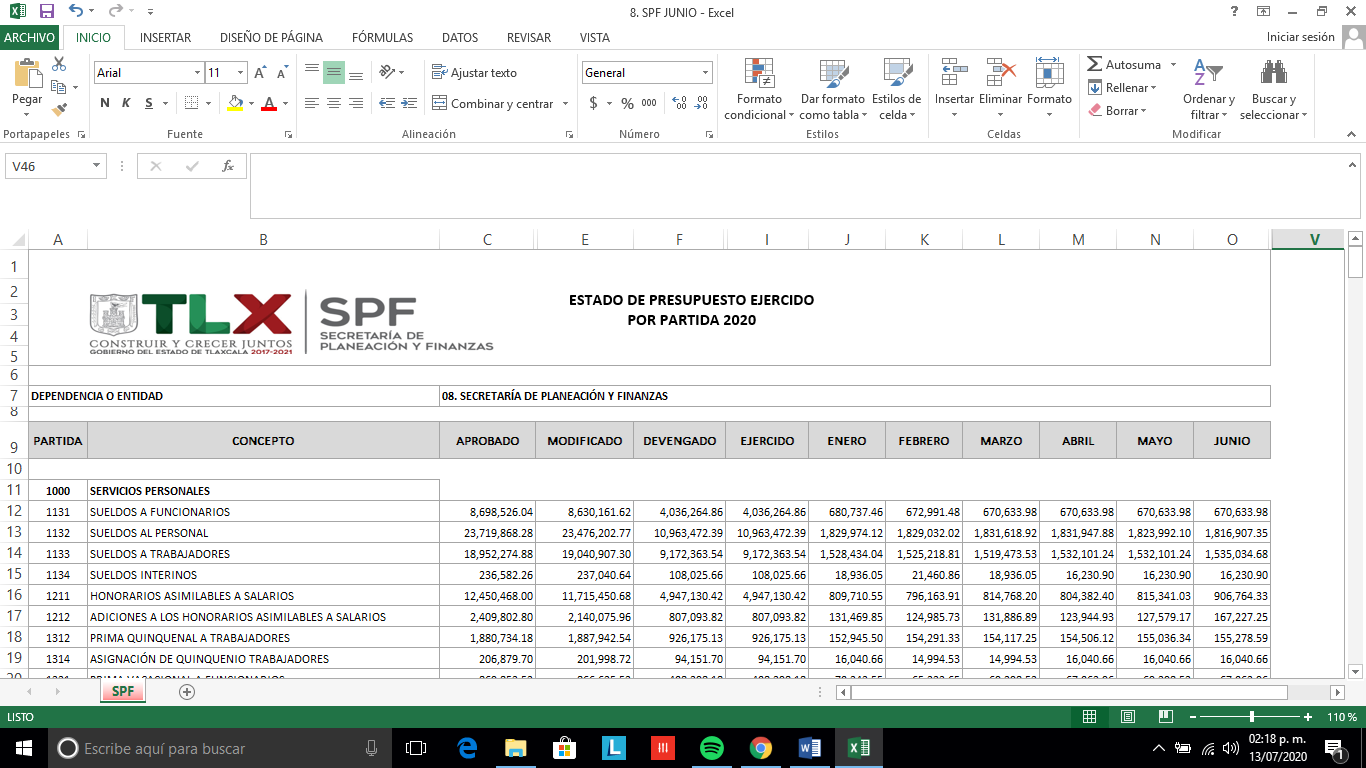 8. SPF JUNIO - Excel
ARCHIVO INICIO INSERTAR DISEÑO DE PÁGINA FÓRMULAS DATOS REVISAR VISTA Iniciar sesión
Pegar
Portapapeles
Arial 11
N K S
Fuente
Ajustar texto
Combinar y centrar
Alineación
General
$ % 000
Número
Formato condicional
Dar formato como tabla
Estilos de celda
Estilos
Insertar Eliminar Formato
Celdas
Autosuma
Rellenar
Borrar
Ordenar y filtrar
Buscar y seleccionar
Modificar
V46 fx
A B C E F I J K L M N O V
1
2
3
4
5
6
7
8
9
10
TLX
CONSTRUIR Y CRECER JUNTOS
GOBIERNO DEL ESTADO DE TLAXCALA 2017-2021
SPF
SECRETARÍA DE
PLANEACIÓN Y FINANZAS
ESTADO DE PRESUPUESTO EJERCIDO
POR PARTIDA 2020
DEPENDENCIA O ENTIDAD 08. SECRETARÍA DE PLANEACIÓN Y FINANZAS
PARTIDA CONCEPTO APROBADO MODIFICADO DEVENGADO EJERCIDO ENERO FEBRERO MARZO ABRIL MAYO JUNIO
11 1000 SERVICIOS PERSONALES
12 1131 SUELDOS A FUNCIONARIOS 8,698,526.04 8,630,161.62 4,036,264.86 4,036,264.86 680,737.46 672,991.48 670,633.98 670,633.98 670,633.98 670,633.98
13 1132 SUELDOS AL PERSONAL 23,719,868.28 23,476,202.77 10,963,472.39 10,963,472.39 1,829,974.12 1,829,032.02 1,831,618.92 1,831,947.88 1,823,992.10 1,816,907.35
14 1133 SUELDOS A TRABAJADORES 18,952,274.88 19,040,907.30 9,172,363.54 9,172,363.54 1,528,434.04 1,525,218.81 1,519,473.53 1,532,101.24 1,532,101.24 1,535,034.68
15 1134 SUELDOS INTERINOS 236,582.26 237,040.64 108,025.66 108,025.66 18,936.05 21,460.86 18,936.05 16,230.90 16,230.90 16,230.90
16 1211 HONORARIOS ASIMILABLES A SALARIOS 12,450,468.00 11,715,450.68 4,947,130.42 4,947,130.42 809,710.55 796,163.91 814,768.20 804,382.40 815,341.03 906,764.33
17 1212 ADICIONES A LOS HONORARIOS ASIMILABLES A SALARIOS 2,409,802.80 2,140,075.96 807,093.82 807,093.82 131,469.85 124,985.73 131,886.89 123,944.93 127,579.17 167,227.25
18 1312 PRIMA QUINQUENAL A TRABAJADORES 1,880,734.18 1,887,942.54 926,175.13 926,175.13 152,945.50 154,291.33 154,117.25 154,506.12 155,036.34 155,278.59
19 1314 ASIGNACIÓN DE QUINQUENIO TRABAJADORES 206,879.70 201,998.72 94,151.70 94,151.70 16,040.66 14,994.53 14,994.53 16,040.66 16,040.66 16,040.66
SPF
LISTO 110 %
Escribe aquí para buscar
02:18 p. m.
13/07/2020
1